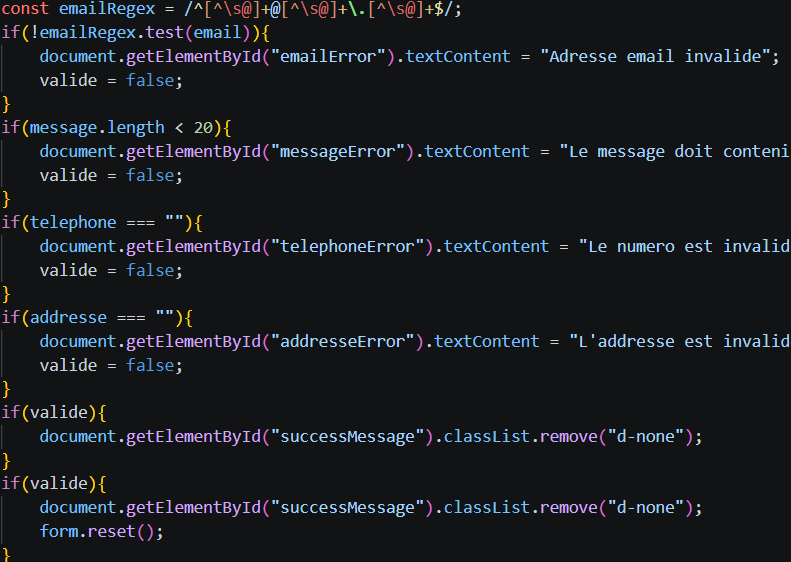 const emailRegex = /^[^\s@]+@[^\s@]+\.[^\s@]+$/;
if(!emailRegex.test(email)){
document.getElementById("emailError").textContent = "Adresse email invalide";
valide = false;
}
if(message.length < 20){
document.getElementById("messageError").textContent = "Le message doit conteni
valide = false;
}
if(telephone === ""){
document.getElementById("telephoneError").textContent = "Le numero est invalid
valide = false;
}
if(addresse === ""){
document.getElementById("addresseError").textContent = "L'addresse est invalid
valide = false;
}
if(valide){
document.getElementById("successMessage").classList.remove("d-none");
}
if(valide){
document.getElementById("successMessage").classList.remove("d-none");
form.reset();
}